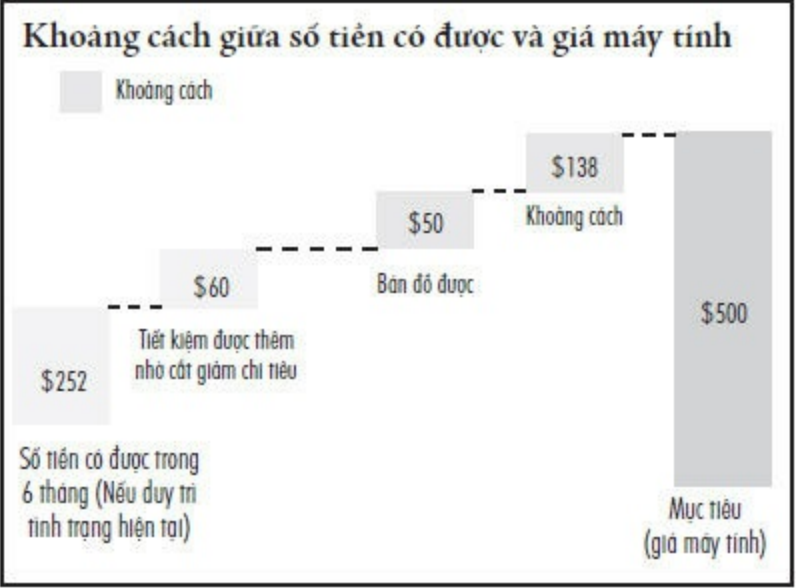 Khoảng cách giữa số tiền có được và giá máy tính
Khoảng cách
$138
Khoảng cách
$50
Bán đồ được
$60
Tiết kiệm được thêm
nhờ cắt giảm chi tiêu
$252
Số tiền có được trong
6 tháng (Nếu duy trì
tình trạng hiện tại)
$500
Mục tiêu
(giá máy tính)